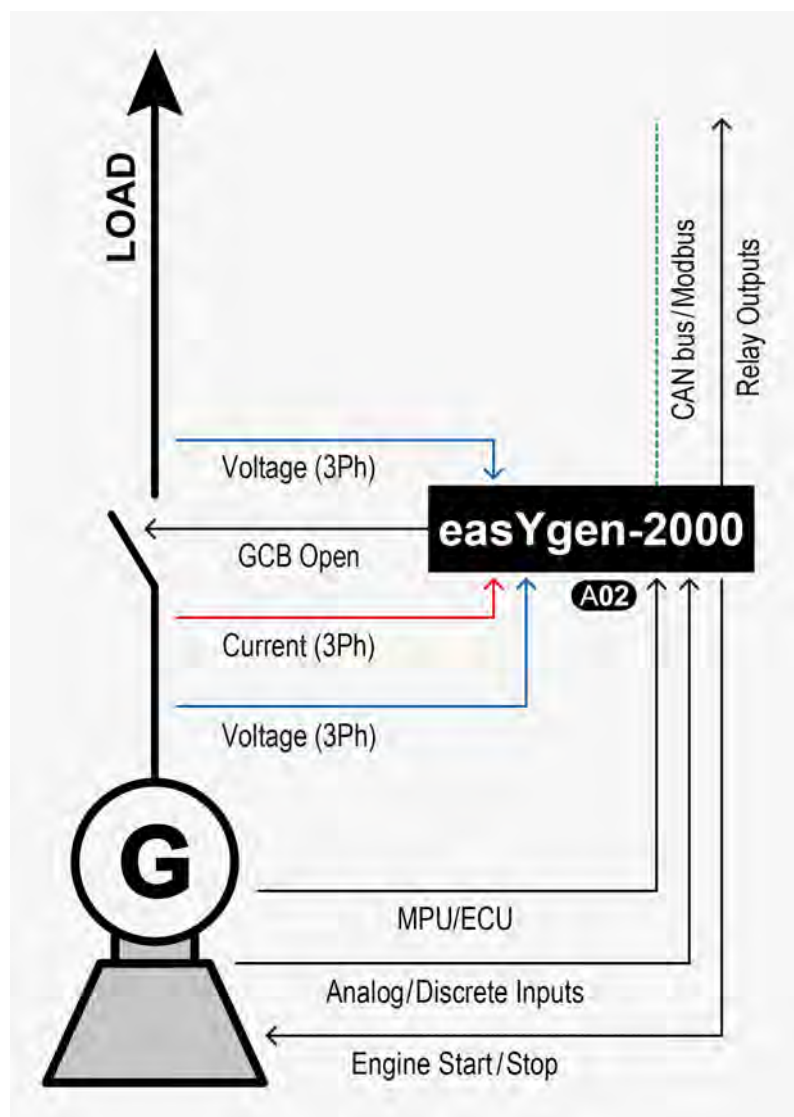 LOAD
CAN bus/Modbus
Relay Outputs
Voltage (3Ph)
easYgen-2000
GCB Open
A02
Current (3Ph)
Voltage (3Ph)
G
MPU/ECU
Analog/Discrete Inputs
Engine Start/Stop